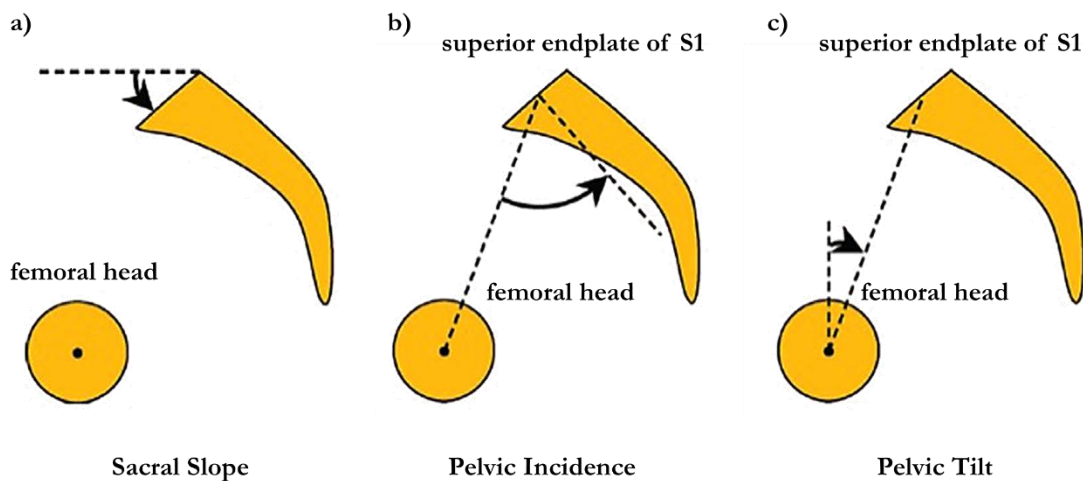 a)
femoral head
Sacral Slope
b)
superior endplate of S1
femoral head
Pelvic Incidence
c)
superior endplate of S1
femoral head
Pelvic Tilt